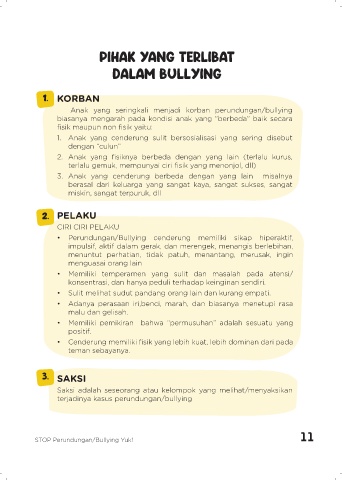 PIHAK YANG TERLIBAT
DALAM BULLYING
1. KORBAN
Anak yang seringkali menjadi korban perundungan/bullying
biasanya mengarah pada kondisi anak yang "berbeda" baik secara
fisik maupun non fisik yaitu:
1. Anak yang cenderung sulit bersosialisasi yang sering disebut
dengan "culun"
2. Anak yang fisiknya berbeda dengan yang lain (terlalu kurus,
terlalu gemuk, mempunyai ciri fisik yang menonjol, dll)
3. Anak yang cenderung berbeda dengan yang lain misalnya
berasal dari keluarga yang sangat kaya, sangat sukses, sangat
miskin, sangat terpuruk, dll
2. PELAKU
CIRI CIRI PELAKU
• Perundungan/Bullying cenderung memiliki sikap hiperaktif,
impulsif, aktif dalam gerak, dan merengek, menangis berlebihan,
menuntut perhatian, tidak patuh, menantang, merusak, ingin
menguasai orang lain
• Memiliki temperamen yang sulit dan masalah pada atensi/
konsentrasi, dan hanya peduli terhadap keinginan sendiri.
• Sulit melihat sudut pandang orang lain dan kurang empati.
• Adanya perasaan iri,benci, marah, dan biasanya menutupi rasa
malu dan gelisah.
• Memiliki pemikiran bahwa "permusuhan" adalah sesuatu yang
positif.
• Cenderung memiliki fisik yang lebih kuat, lebih dominan dari pada
teman sebayanya.
3. SAKSI
Saksi adalah seseorang atau kelompok yang melihat/menyaksikan
terjadinya kasus perundungan/bullying
STOP Perundungan/Bullying Yuk!
11